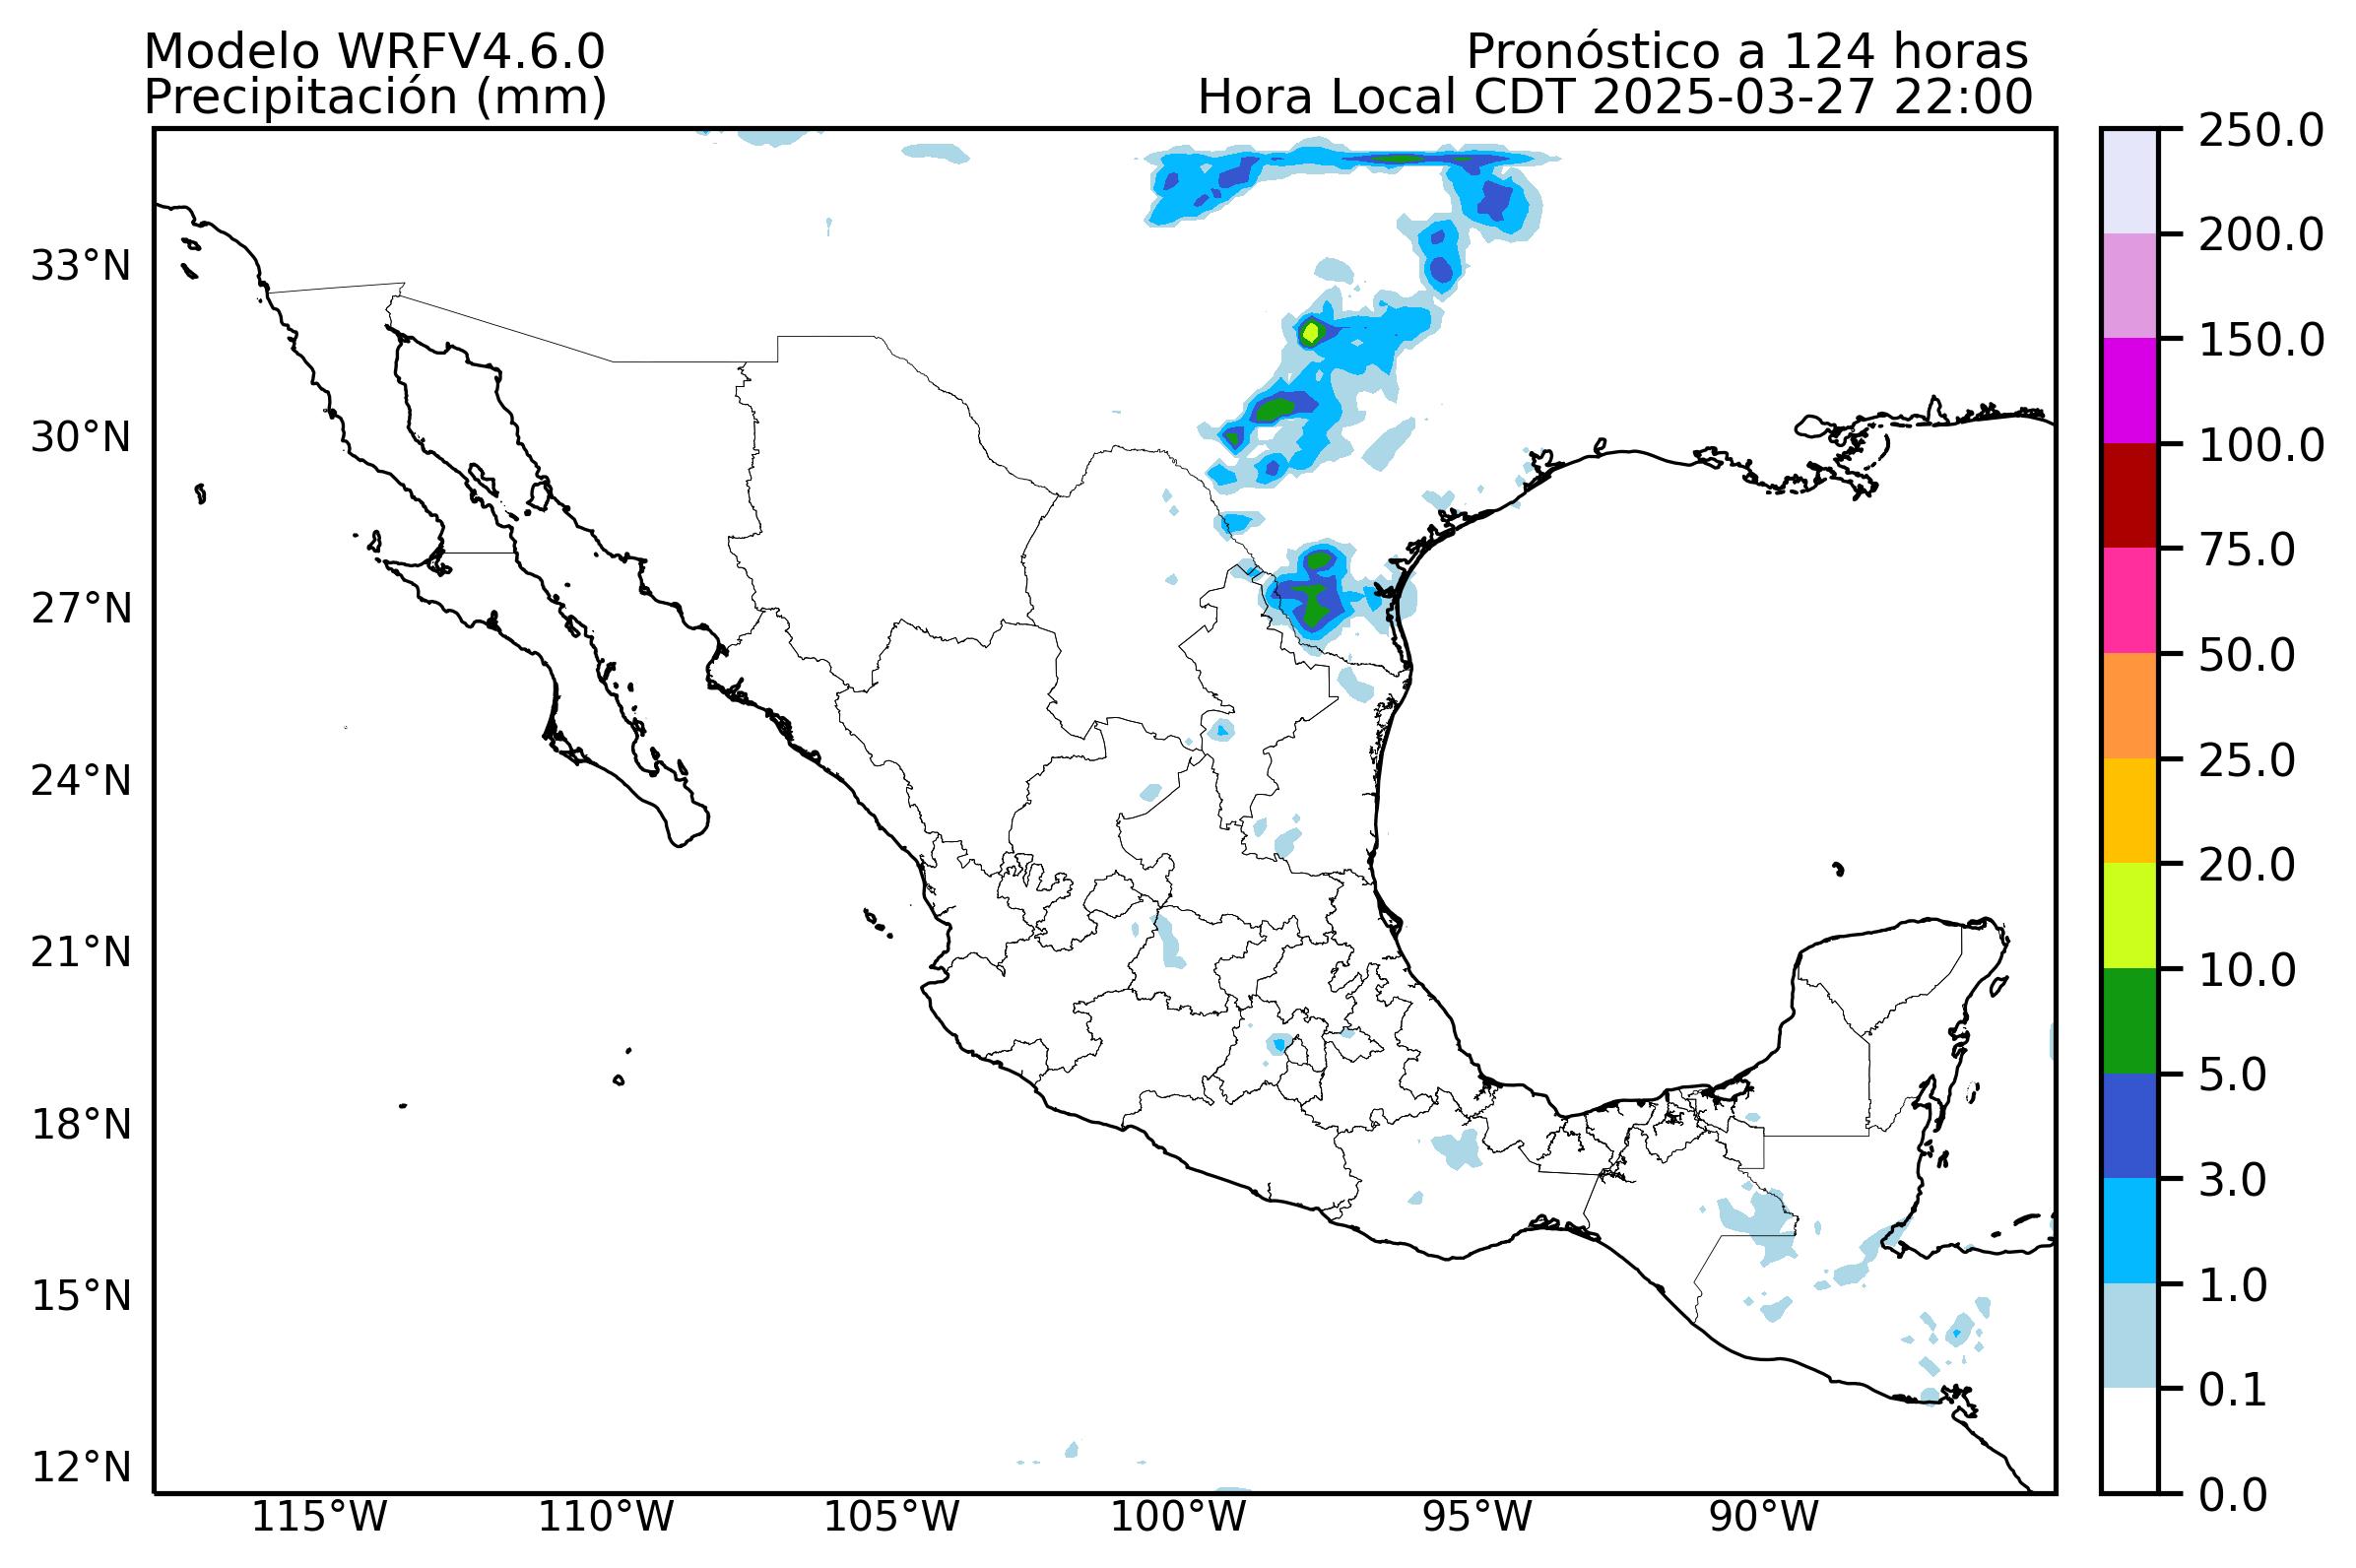 Modelo WRFV4.6.0
Precipitación (mm)
Pronóstico a 124 horas
Hora Local CDT 2025-03-27 22:00
33°N
30°N
27°N
24°N
21°N
18°N
15°N
12°N
115°W
110°W
105°W
100°W
95°W
90°W
250.0
200.0
150.0
100.0
75.0
50.0
25.0
20.0
10.0
5.0
3.0
1.0
0.1
0.0